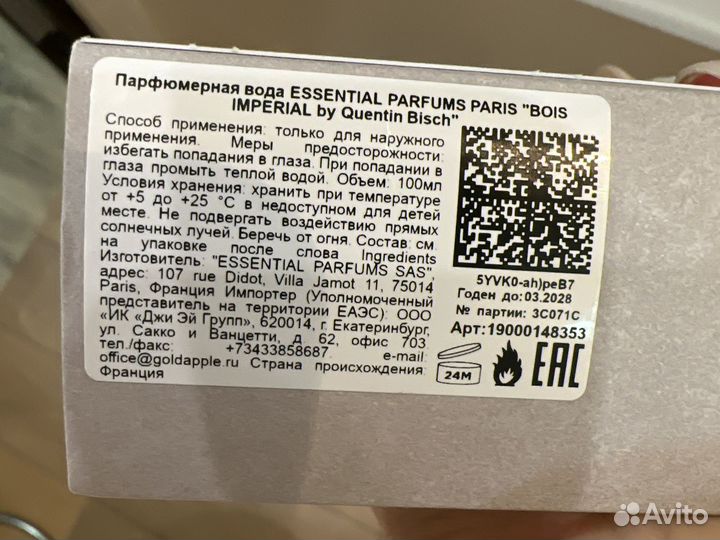 Парфюмерная вода ESSENTIAL PARFUMS PARIS "BOIS
IMPERIAL by Quentin Bisch"
Способ применения: только для наружного
применения. Меры предосторожности:
избегать попадания в глаза. При попадании в
глаза промыть теплой водой. Объем: 100мл
Условия хранения: хранить при температуре
от +5 до +25 °C в недоступном для детей
месте. Не подвергать воздействию прямых
солнечных лучей. Беречь от огня. Состав: см.
на упаковке после слова Ingredients
Изготовитель: "ESSENTIAL PARFUMS SAS",
адрес: 107 rue Didot, Villa Jamot 11, 75014
Paris, Франция Импортер (Уполномоченный
представитель на территории ЕАЭС): ООО
«ИК «Джи Эй Групп», 620014, г. Екатеринбург,
ул. Сакко и Ванцетти, д. 62, офис 703.
тел./факс: +73433858687. e-mail:
office@goldapple.ru Страна происхождения:
Франция
5YVK0-ah)peB7
Годен до:03.2028
№ партии: 3C071C
Арт:19000148353
24M
EAC
Avito